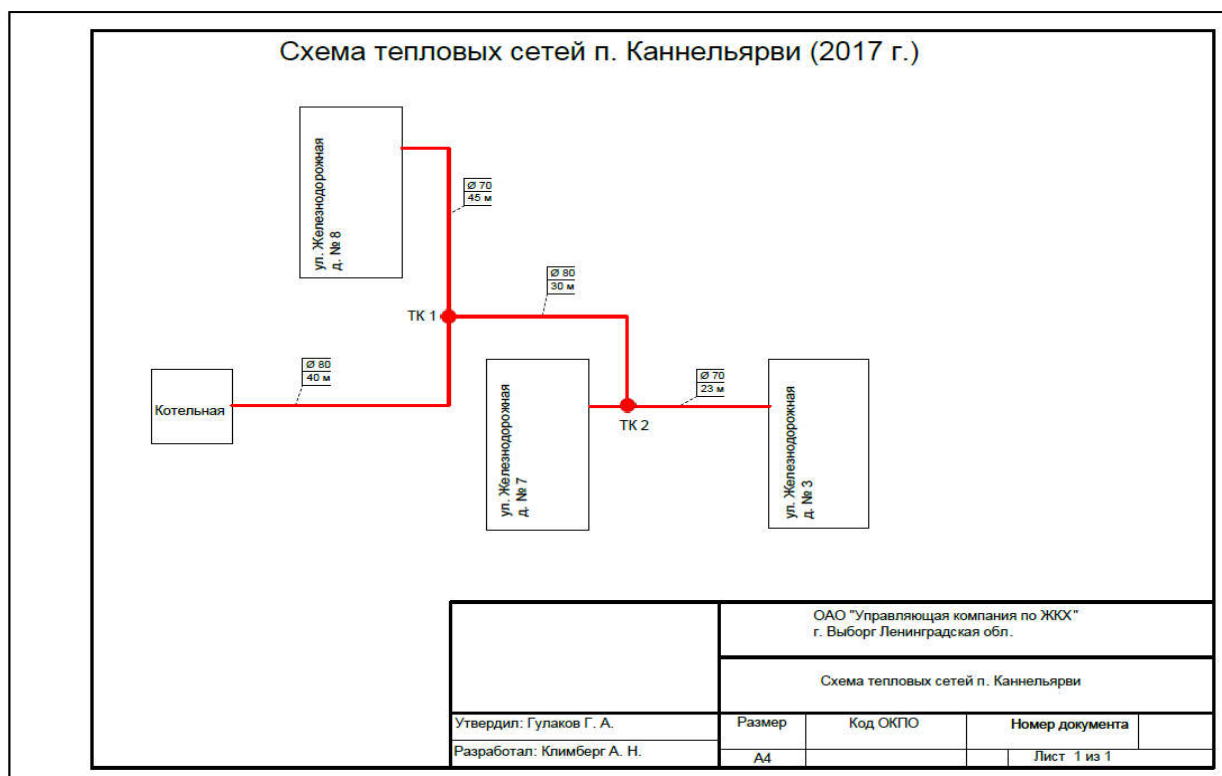 Схема тепловых сетей п. Каннельярви (2017 г.)
ул. Железнодорожная
д. № 8
Ø 70
45 м
Ø 80
30 м
ТК 1
Ø 80
40 м
Котельная
ул. Железнодорожная
д. № 7
Ø 70
23 м
ТК 2
ул. Железнодорожная
д. № 3
ОАО "Управляющая компания по ЖКХ"
г. Выборг Ленинградская обл.
Схема тепловых сетей п. Каннельярви
Утвердил: Гулаков Г. А.
Размер
Код ОКПО
Номер документа
Разработал: Климберг А. Н.
А4
Лист 1 из 1